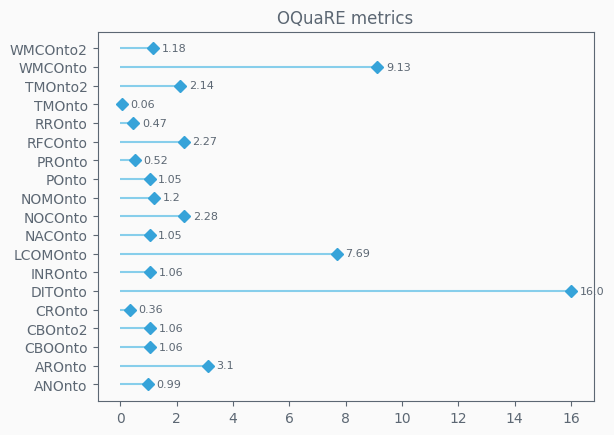 OQuaRE metrics
WMCOnto2 1.18
WMCOnto 9.13
TMOnto2 2.14
TMOnto 0.06
RROnto 0.47
RFCOnto 2.27
PROnto 0.52
POnto 1.05
NOMOnto 1.2
NOCOnto 2.28
NACOnto 1.05
LCOMOnto 7.69
INROnto 1.06
DITOnto 16.0
CROnto 0.36
CBOnto2 1.06
CBOOnto 1.06
AROnto 3.1
ANOnto 0.99
0 2 4 6 8 10 12 14 16